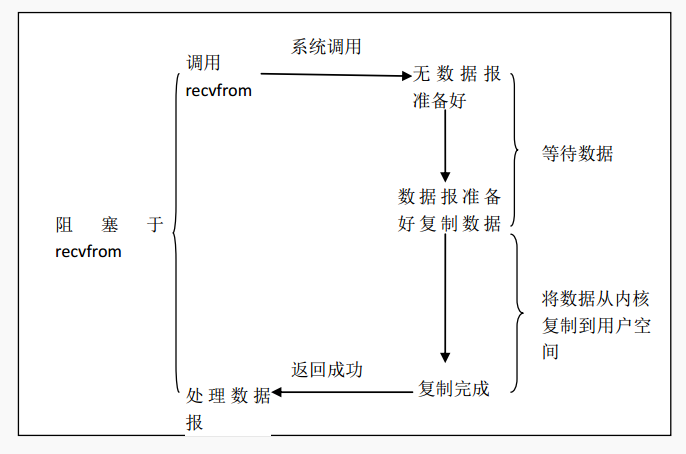 系统调用
调用
recvfrom
无数据报
准备好
等待数据
数据报准备
好复制数据
阻塞于
recvfrom
将数据从内核
复制到用户空
间
返回成功
复制完成
处理数据
报